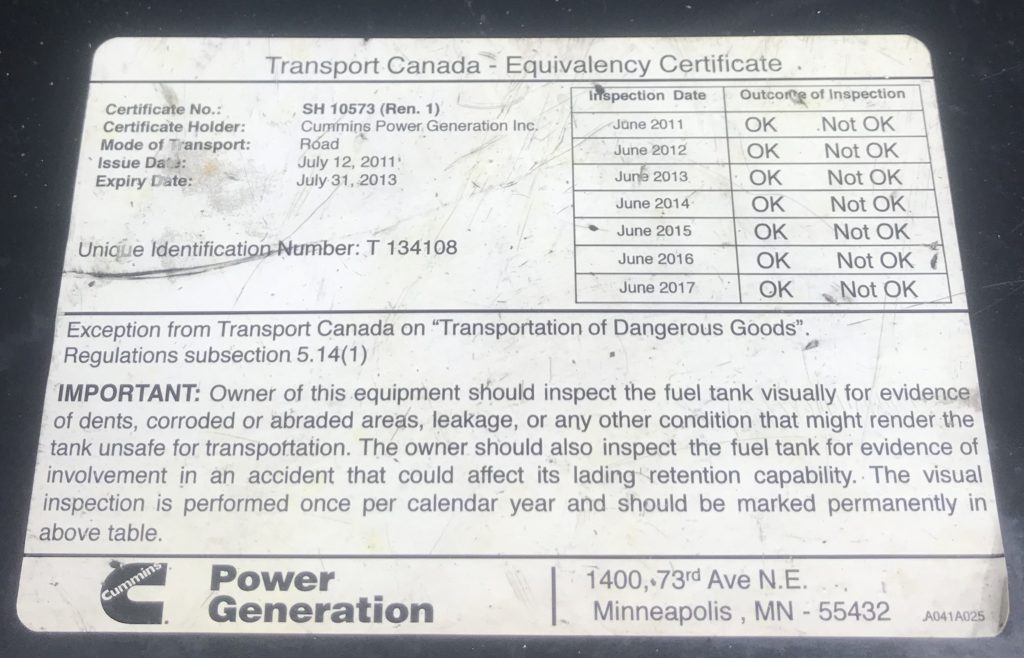 Transport Canada - Equivalency Certificate
Certificate No.: SH 10573 (Ren. 1)
Certificate Holder: Cummins Power Generation Inc.
Mode of Transport: Road
Issue Date: July 12, 2011
Expiry Date: July 31, 2013
Unique Identification Number: T 134108
Inspection Date Outcome of Inspection
June 2011 OK Not OK
June 2012 OK Not OK
June 2013 OK Not OK
June 2014 OK Not OK
June 2015 OK Not OK
June 2016 OK Not OK
June 2017 OK Not OK
Exception from Transport Canada on “Transportation of Dangerous Goods”.
Regulations subsection 5.14(1)
IMPORTANT: Owner of this equipment should inspect the fuel tank visually for evidence
of dents, corroded or abraded areas, leakage, or any other condition that might render the
tank unsafe for transportation. The owner should also inspect the fuel tank for evidence of
involvement in an accident that could affect its lading retention capability. The visual
inspection is performed once per calendar year and should be marked permanently in
above table.
Cummins
Power
Generation
1400, 73rd Ave N.E.
Minneapolis , MN - 55432
A041A025